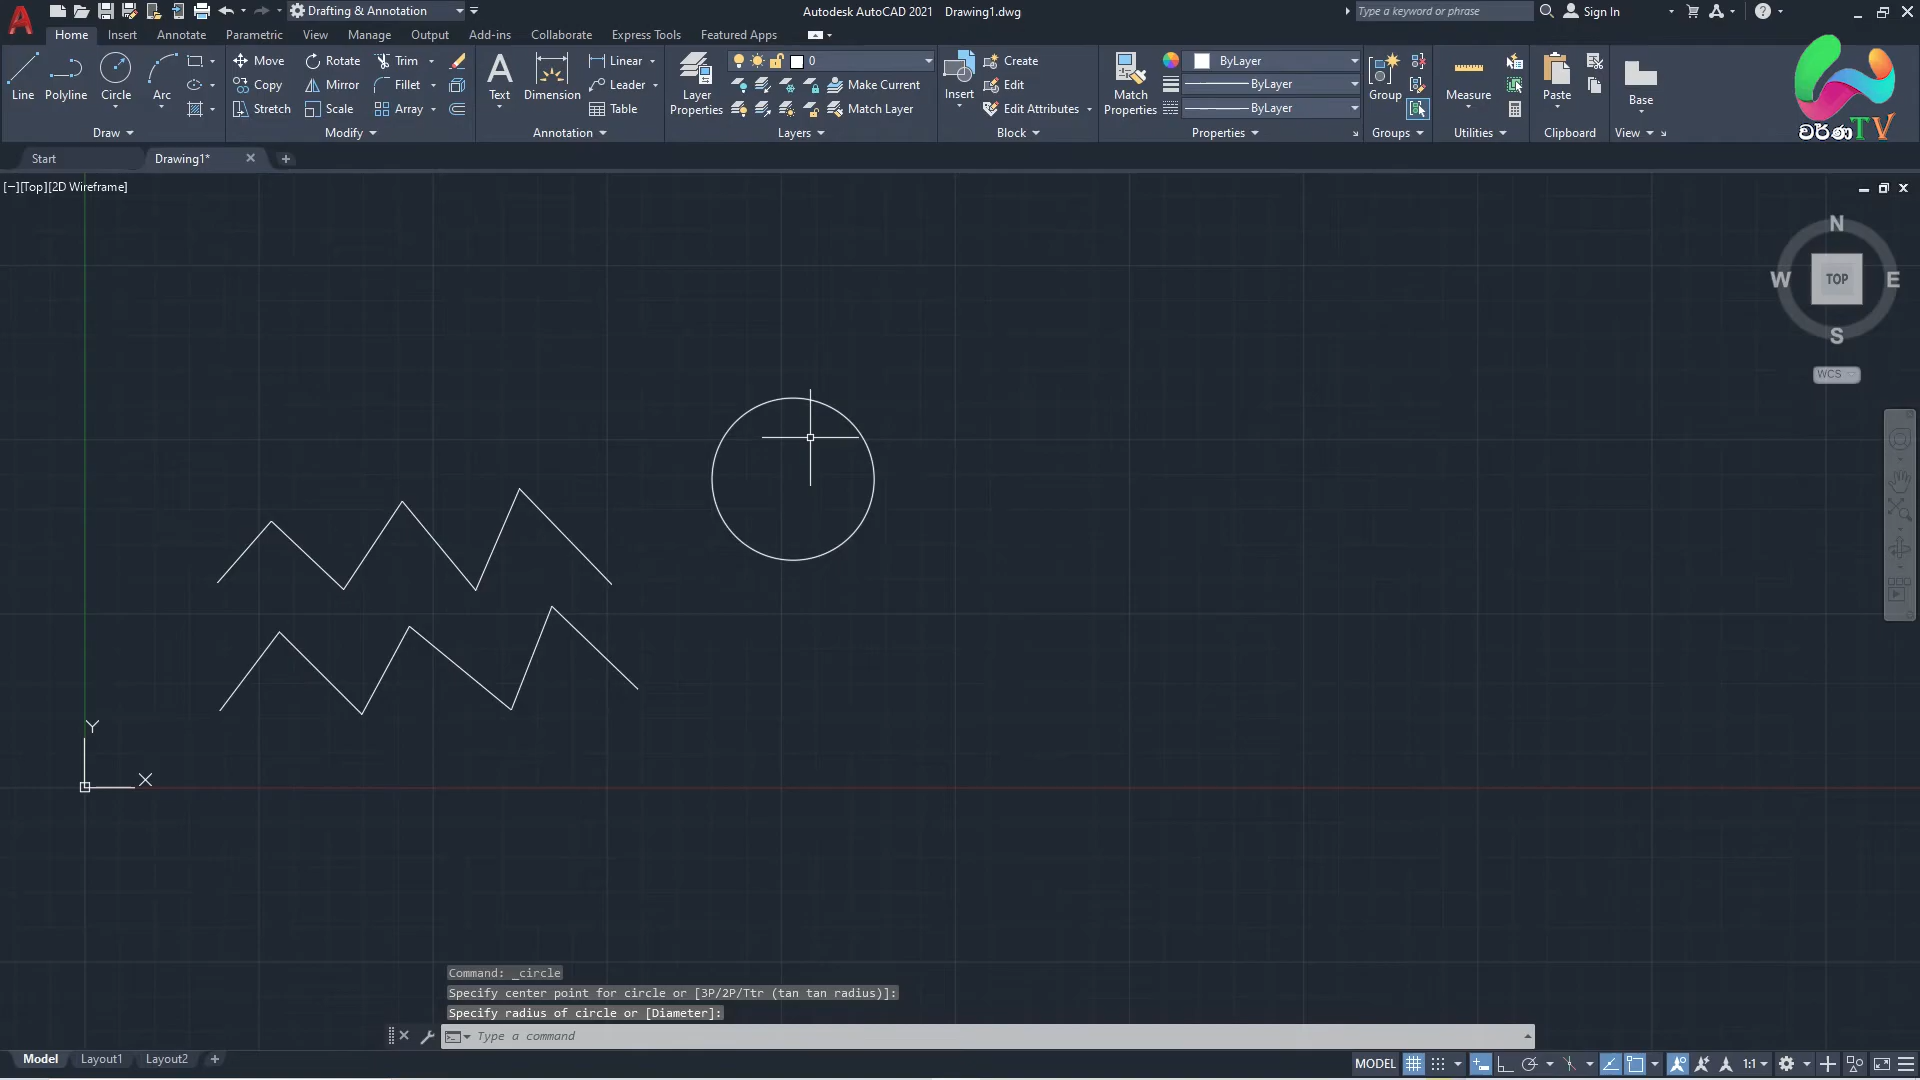 Drafting & Annotation
Autodesk AutoCAD 2021 Drawing1.dwg
Type a keyword or phrase
Sign In
Home Insert Annotate Parametric View Manage Output Add-ins Collaborate Express Tools Featured Apps
Line
Polyline
Circle
Arc
Draw
Move
Rotate
Trim
Copy
Mirror
Fillet
Stretch
Scale
Array
Modify
Text
Dimension
Linear
Leader
Table
Annotation
Layer
Properties
0
Make Current
Match Layer
Layers
Insert
Create
Edit
Edit Attributes
Block
Match
Properties
ByLayer
ByLayer
ByLayer
Properties
Group
Groups
Measure
Utilities
Paste
Clipboard
Base
View
වර්ණ TV
Start
Drawing1*
[−][Top][2D Wireframe]
N
W TOP E
S
WCS
Y
X
Command: _circle
Specify center point for circle or [3P/2P/Ttr (tan tan radius)]:
Specify radius of circle or [Diameter]:
Type a command
Model Layout1 Layout2
MODEL
1:1